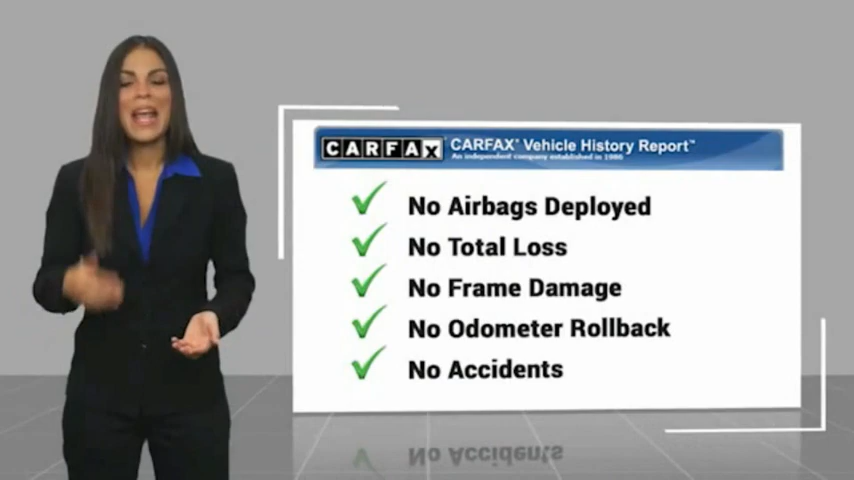 CARFAX
CARFAX® Vehicle History Report™
An independent company established in 1986
No Airbags Deployed
No Total Loss
No Frame Damage
No Odometer Rollback
No Accidents
No Accidents